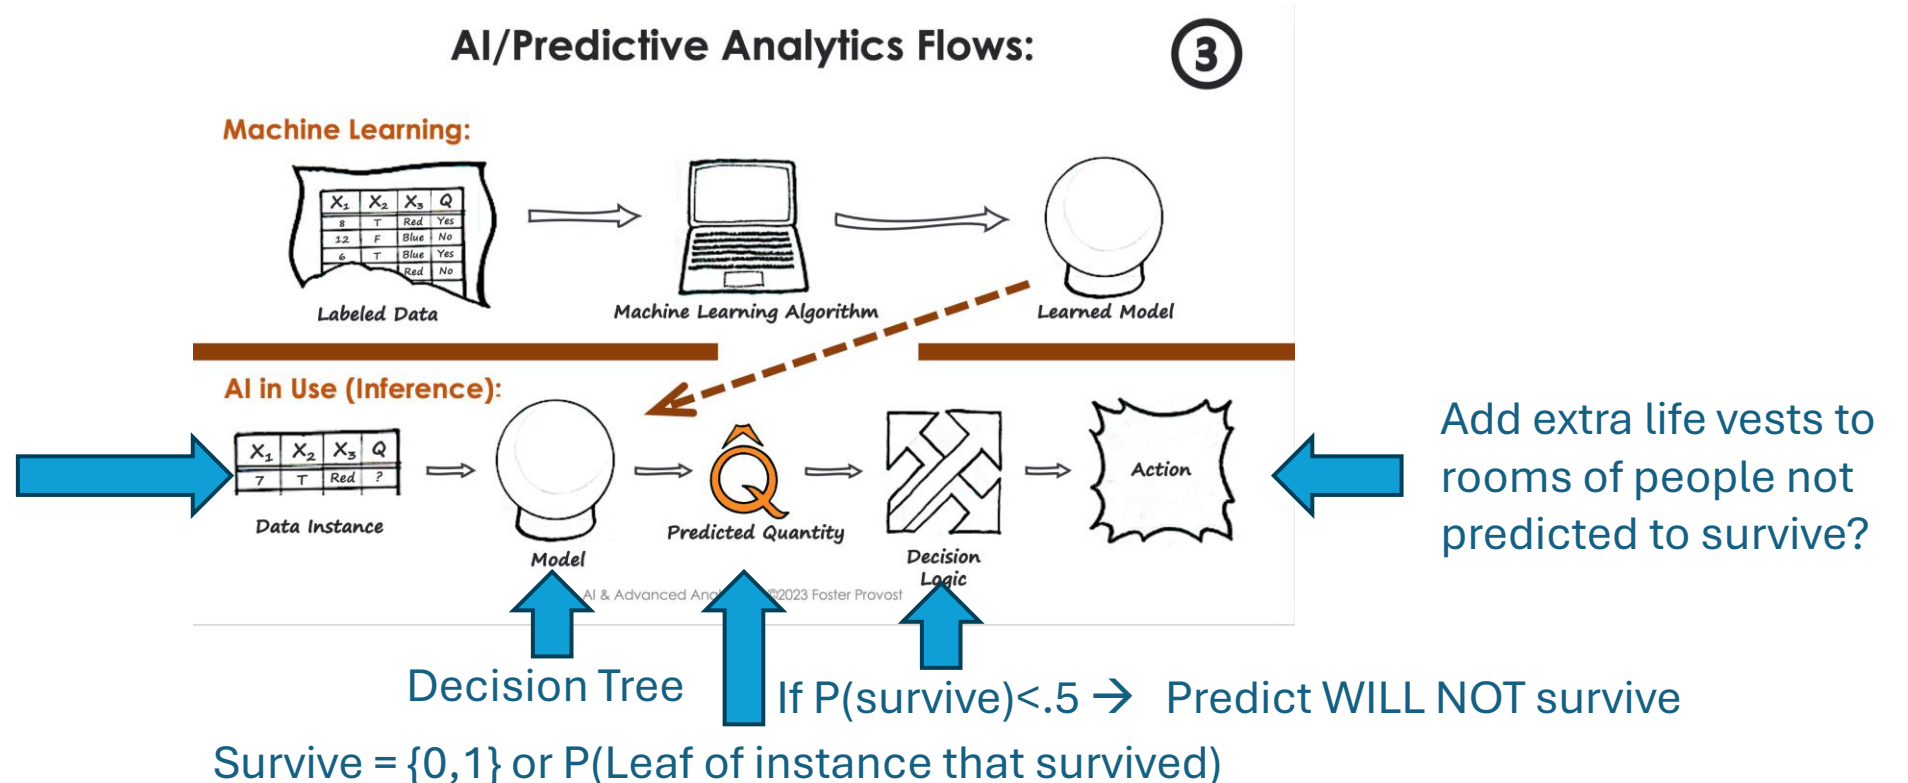 AI/Predictive Analytics Flows:
3
Machine Learning:
X₁ X₂ X₃ Q
8 T Red Yes
12 F Blue No
6 T Blue Yes
Red No
Labeled Data
Machine Learning Algorithm
Learned Model
AI in Use (Inference):
X₁ X₂ X₃ Q
7 T Red ?
Data Instance
Model
Q̂
Predicted Quantity
Decision
Logic
Action
Add extra life vests to
rooms of people not
predicted to survive?
AI & Advanced ©2023 Foster Provost
Decision Tree
If P(survive)<.5 → Predict WILL NOT survive
Survive = {0,1} or P(Leaf of instance that survived)